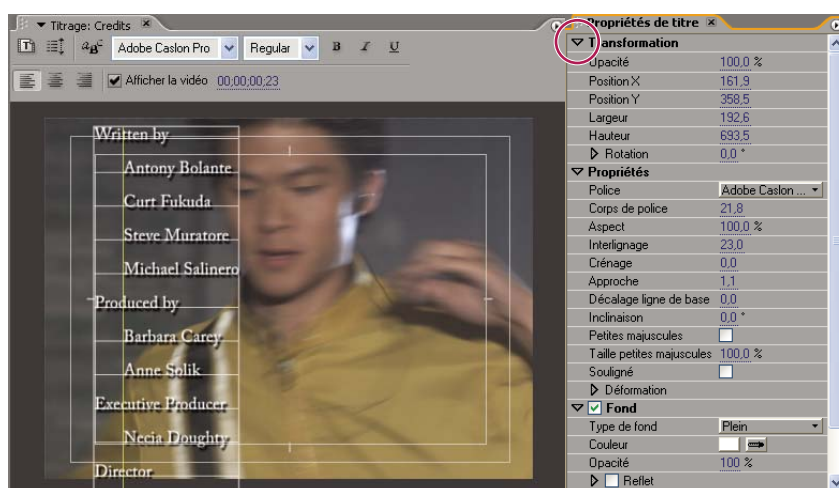 Titrage: Credits
Adobe Caslon Pro Regular B I U
Afficher la vidéo 00;00;00;23
Written by
Antony Bolante
Curt Fukuda
Steve Muratore
Michael Salinero
Produced by
Barbara Carey
Anne Solik
Executive Producer
Necia Doughty
Director
Propriétés de titre
Transformation
Opacité 100,0 %
Position X 161,9
Position Y 358,5
Largeur 192,6
Hauteur 693,5
Rotation 0,0 °
Propriétés
Police Adobe Caslon ...
Corps de police 21,8
Aspect 100,0 %
Interlignage 23,0
Crénage 0,0
Approche 1,1
Décalage ligne de base 0,0
Inclinaison 0,0 °
Petites majuscules
Taille petites majuscules 100,0 %
Souligné
Déformation
Fond
Type de fond Plein
Couleur
Opacité 100 %
Reflet